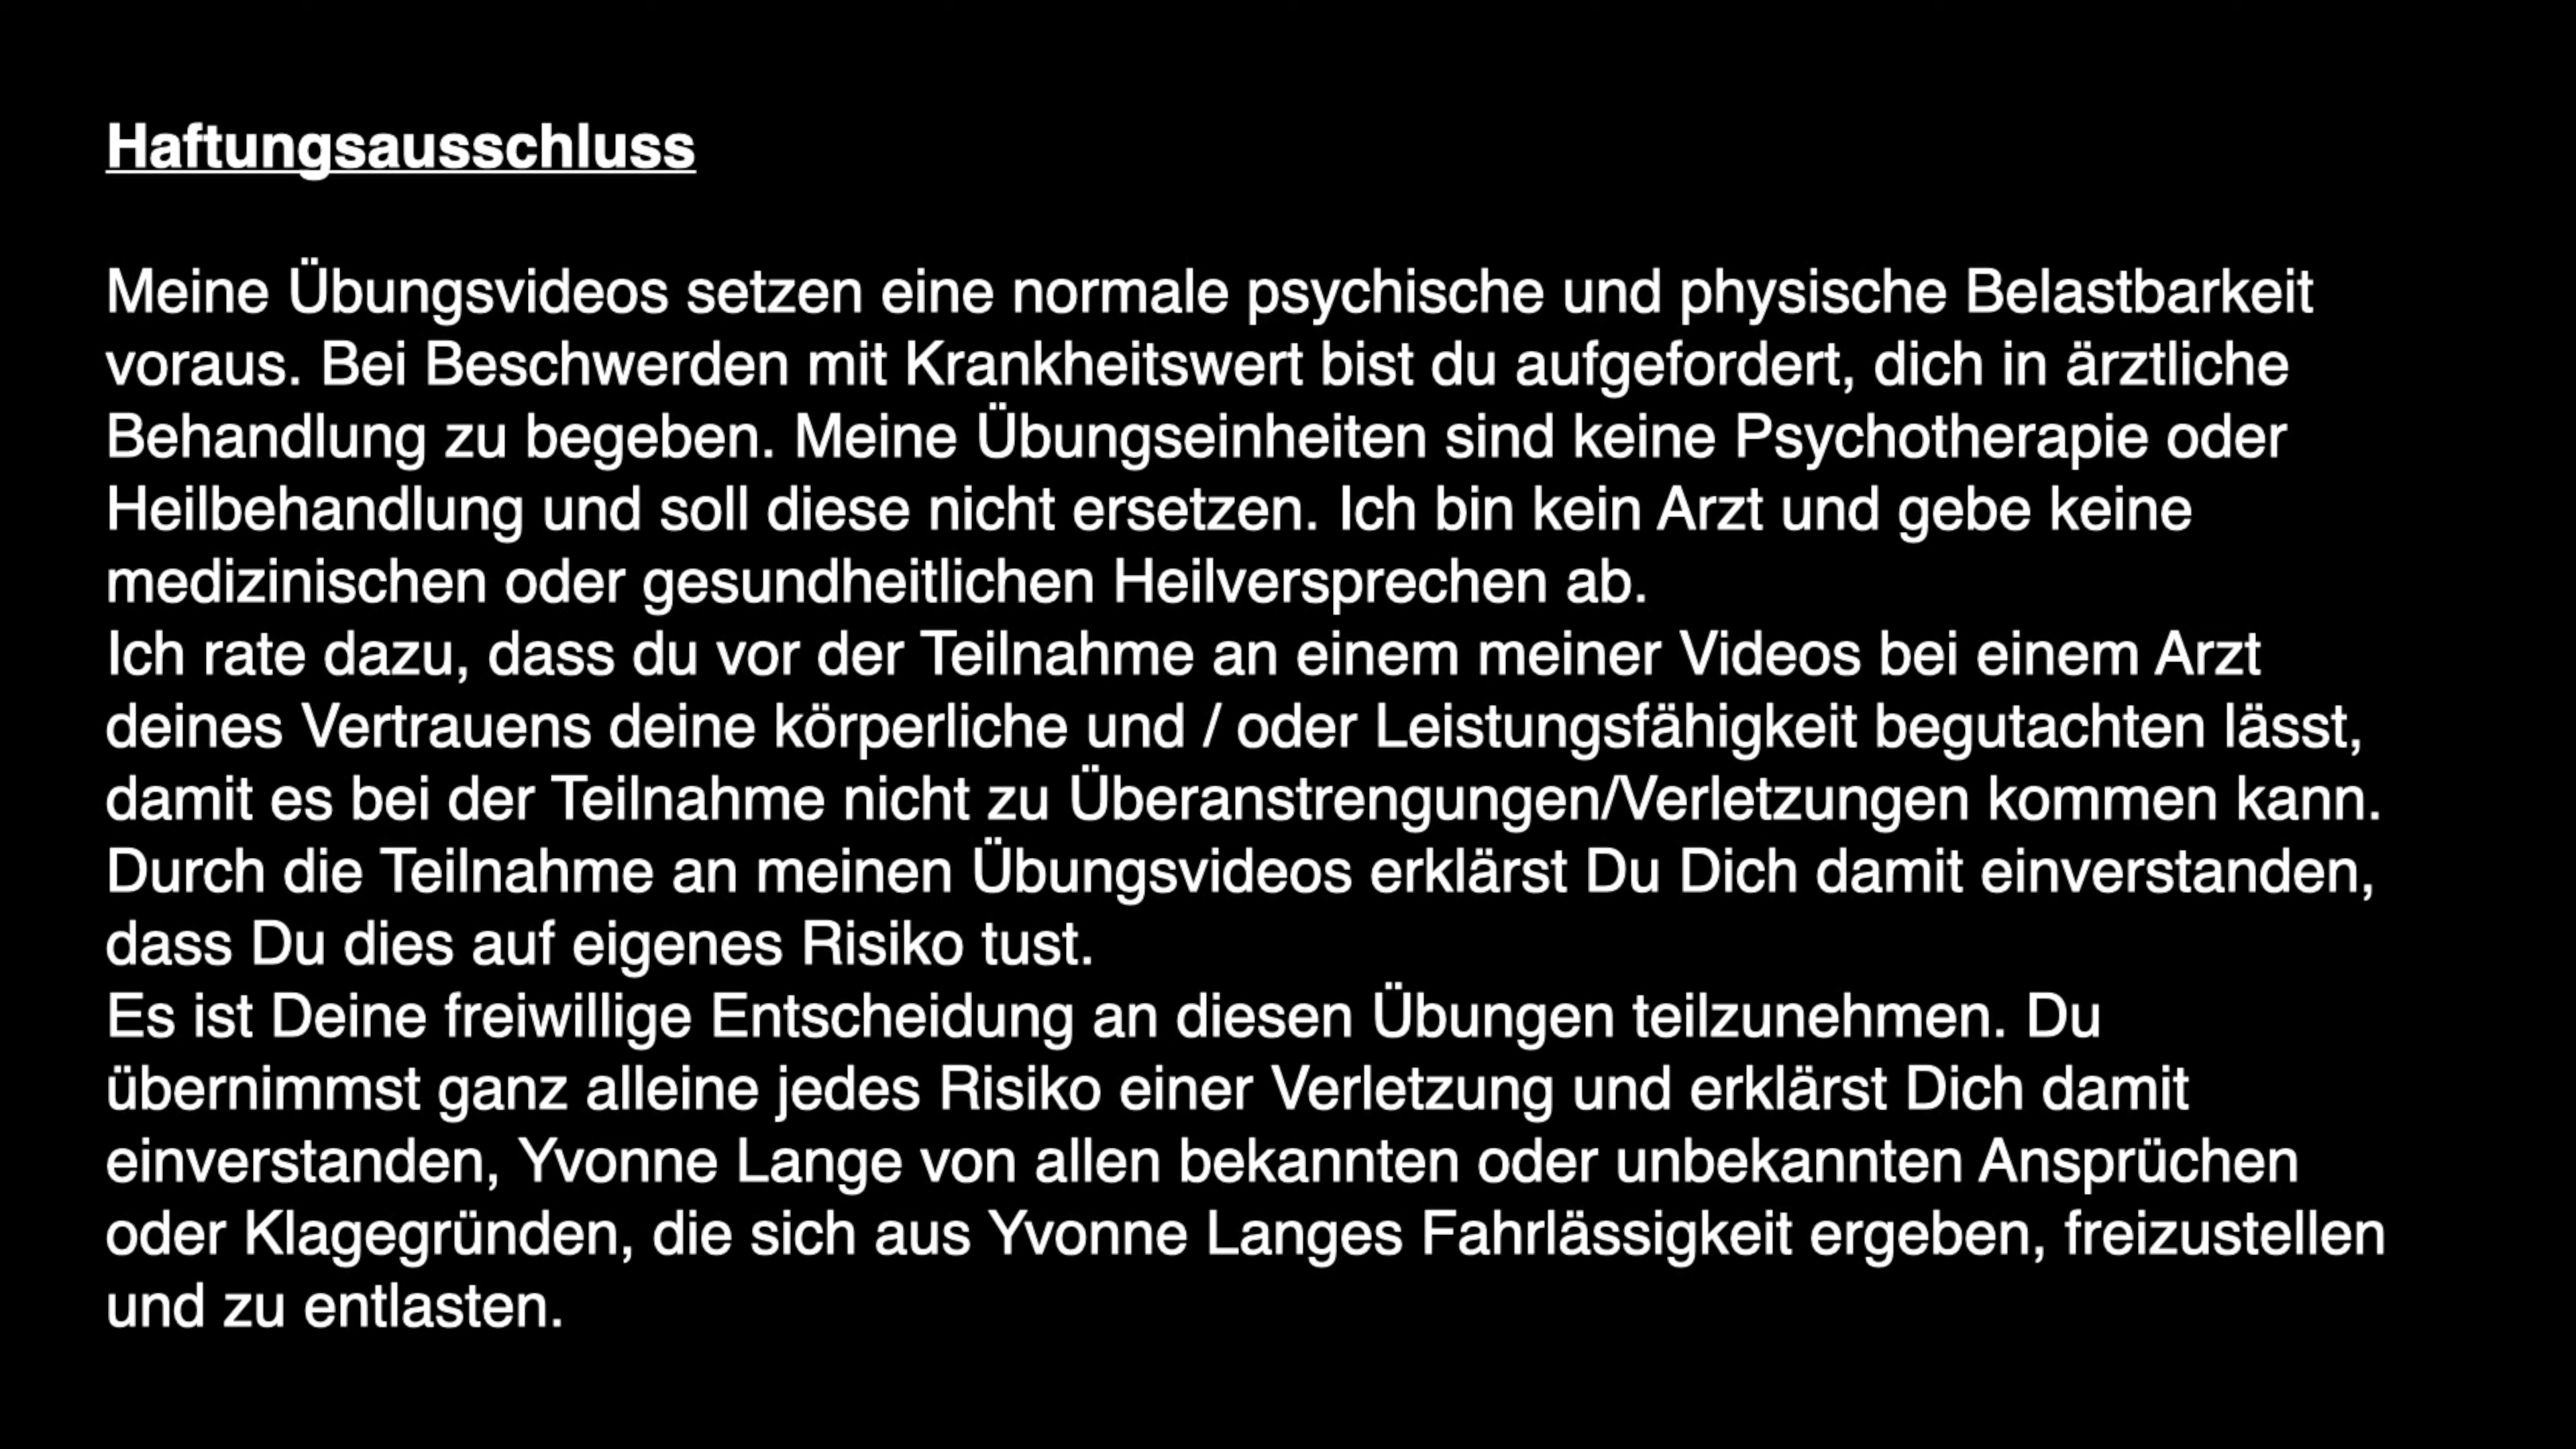 Haftungsausschluss
Meine Übungsvideos setzen eine normale psychische und physische Belastbarkeit
voraus. Bei Beschwerden mit Krankheitswert bist du aufgefordert, dich in ärztliche
Behandlung zu begeben. Meine Übungseinheiten sind keine Psychotherapie oder
Heilbehandlung und soll diese nicht ersetzen. Ich bin kein Arzt und gebe keine
medizinischen oder gesundheitlichen Heilversprechen ab.
Ich rate dazu, dass du vor der Teilnahme an einem meiner Videos bei einem Arzt
deines Vertrauens deine körperliche und / oder Leistungsfähigkeit begutachten lässt,
damit es bei der Teilnahme nicht zu Überanstrengungen/Verletzungen kommen kann.
Durch die Teilnahme an meinen Übungsvideos erklärst Du Dich damit einverstanden,
dass Du dies auf eigenes Risiko tust.
Es ist Deine freiwillige Entscheidung an diesen Übungen teilzunehmen. Du
übernimmst ganz alleine jedes Risiko einer Verletzung und erklärst Dich damit
einverstanden, Yvonne Lange von allen bekannten oder unbekannten Ansprüchen
oder Klagegründen, die sich aus Yvonne Langes Fahrlässigkeit ergeben, freizustellen
und zu entlasten.